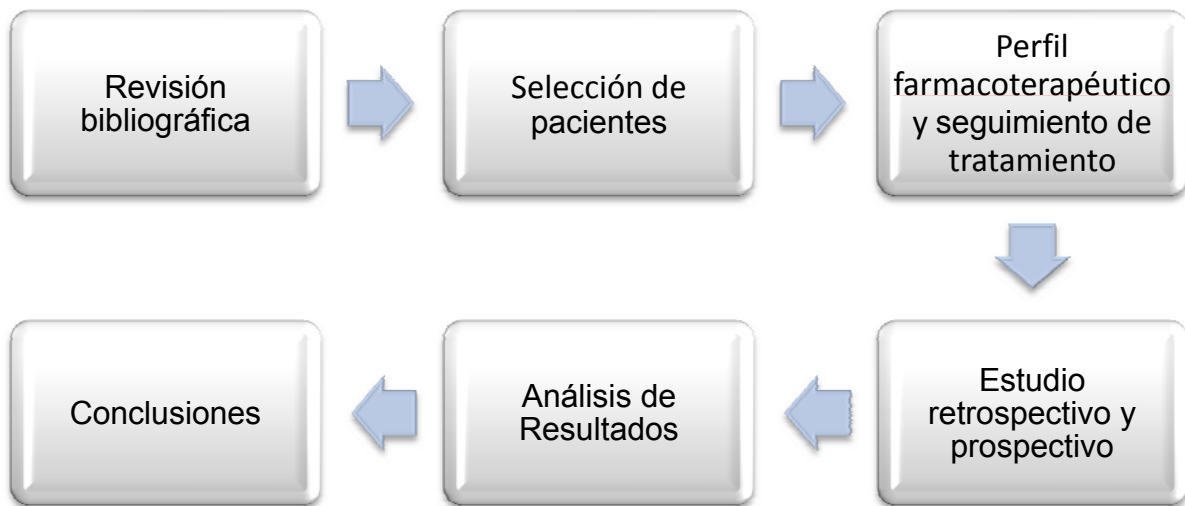 Revisión
bibliográfica
Selección de
pacientes
Perfil
farmacoterapéutico
y seguimiento de
tratamiento
Estudio
retrospectivo y
prospectivo
Análisis de
Resultados
Conclusiones